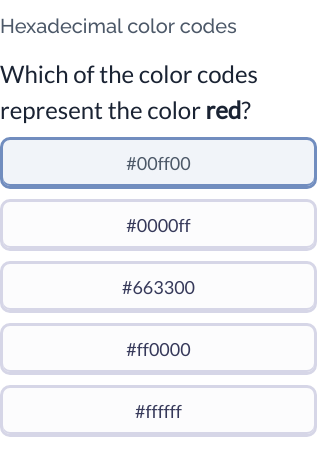 Hexadecimal color codes
Which of the color codes
represent the color red?
#00ff00
#0000ff
#663300
#ff0000
#ffffff